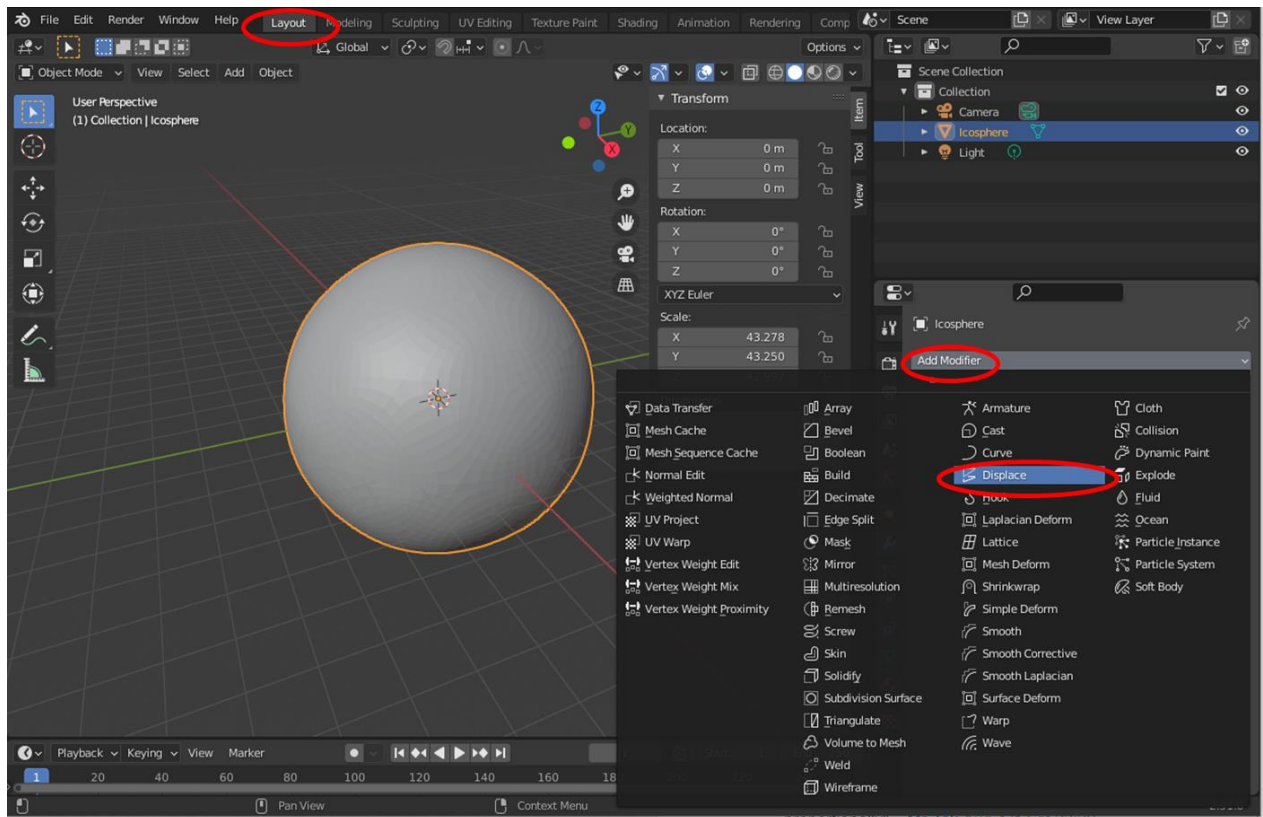 File Edit Render Window Help Layout Modeling Sculpting UV Editing Texture Paint Shading Animation Rendering Comp Scene View Layer
Global Options
Object Mode View Select Add Object
User Perspective
(1) Collection | Icosphere
Z
Y
X
Transform
Location:
X 0 m
Y 0 m
Z 0 m
Rotation:
X 0°
Y 0°
Z 0°
XYZ Euler
Scale:
X 43.278
Y 43.250
Item
Tool
View
Scene Collection
Collection
Camera
Icosphere
Light
Icosphere
Add Modifier
Data Transfer
Mesh Cache
Mesh Sequence Cache
Normal Edit
Weighted Normal
UV Project
UV Warp
Vertex Weight Edit
Vertex Weight Mix
Vertex Weight Proximity
Array
Bevel
Boolean
Build
Decimate
Edge Split
Mask
Mirror
Multiresolution
Remesh
Screw
Skin
Solidify
Subdivision Surface
Triangulate
Volume to Mesh
Weld
Wireframe
Armature
Cast
Curve
Displace
Hook
Laplacian Deform
Lattice
Mesh Deform
Shrinkwrap
Simple Deform
Smooth
Smooth Corrective
Smooth Laplacian
Surface Deform
Warp
Wave
Cloth
Collision
Dynamic Paint
Explode
Fluid
Ocean
Particle Instance
Particle System
Soft Body
Playback Keying View Marker
1 20 40 60 80 100 120 140 160 18
Pan View Context Menu